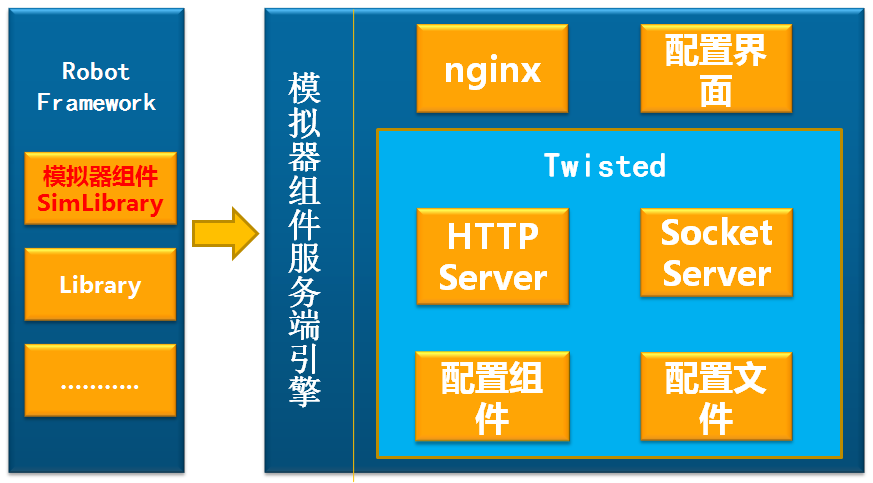 Robot
Framework
模拟器组件
SimLibrary
Library
...........
模拟器组件服务端引擎
nginx
配置界
面
Twisted
HTTP
Server
Socket
Server
配置组
件
配置文
件